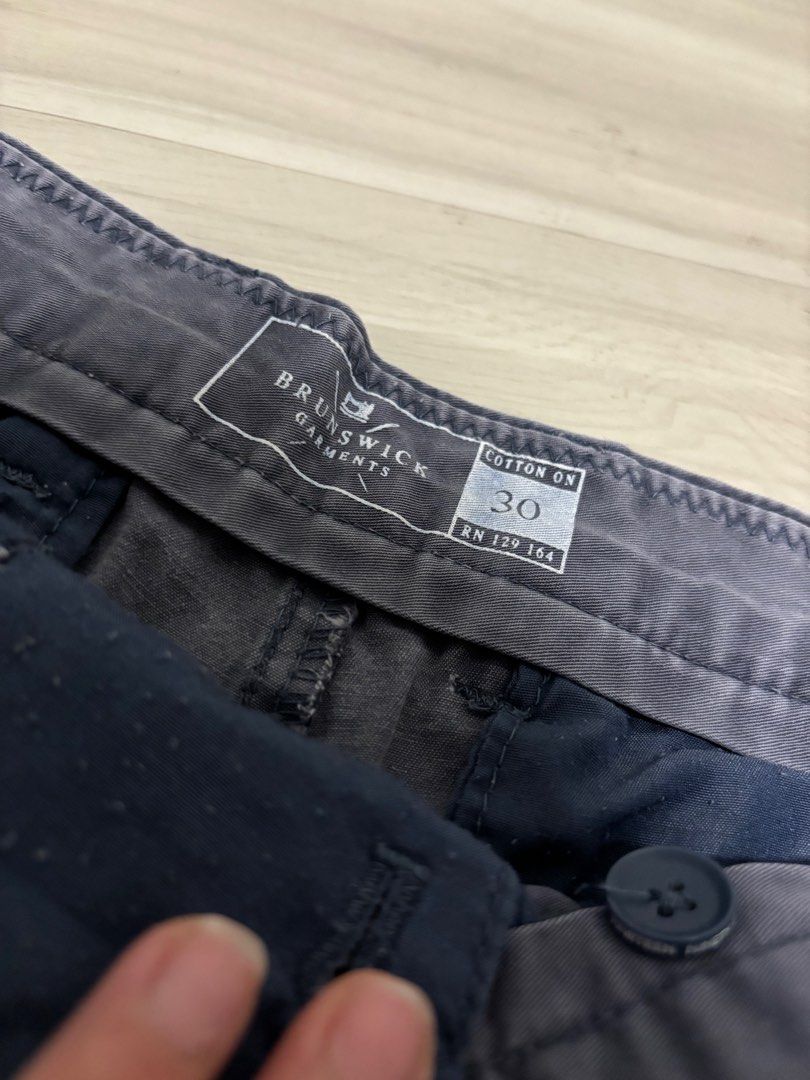 BRUNSWICK
GARMENTS
COTTON ON
30
RN 129 164